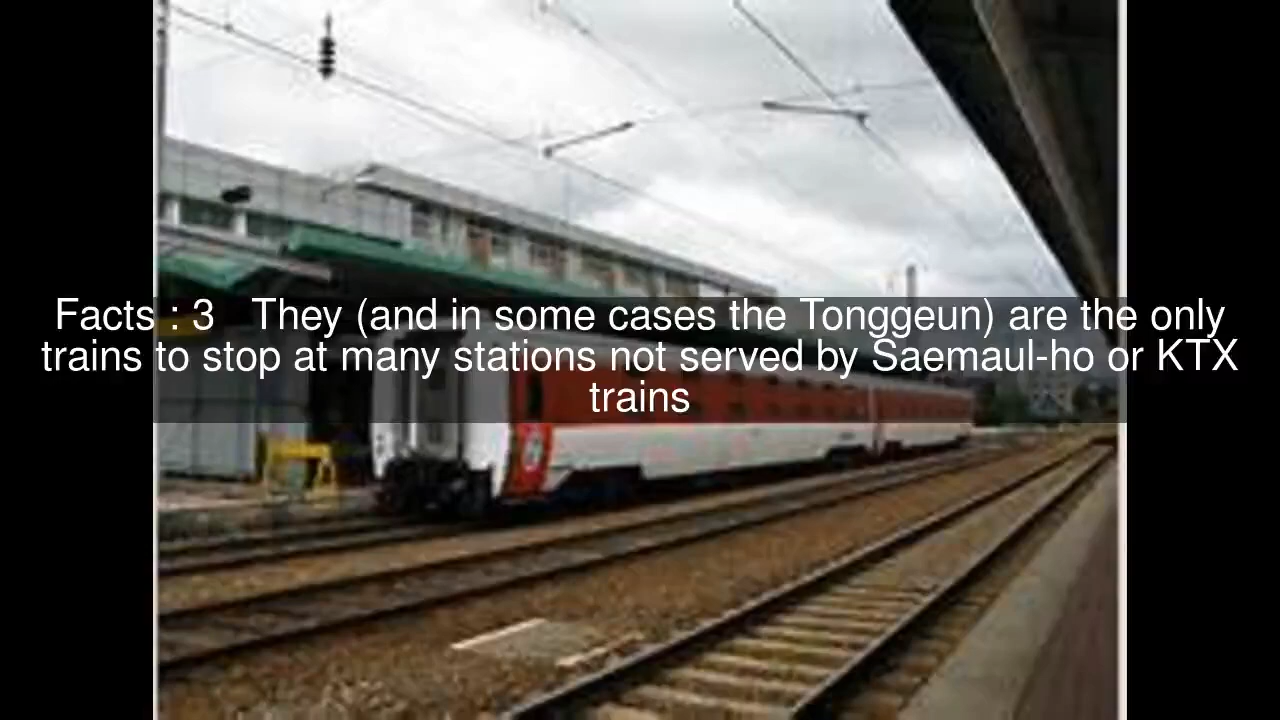 Facts : 3 They (and in some cases the Tonggeun) are the only
trains to stop at many stations not served by Saemaul-ho or KTX
trains